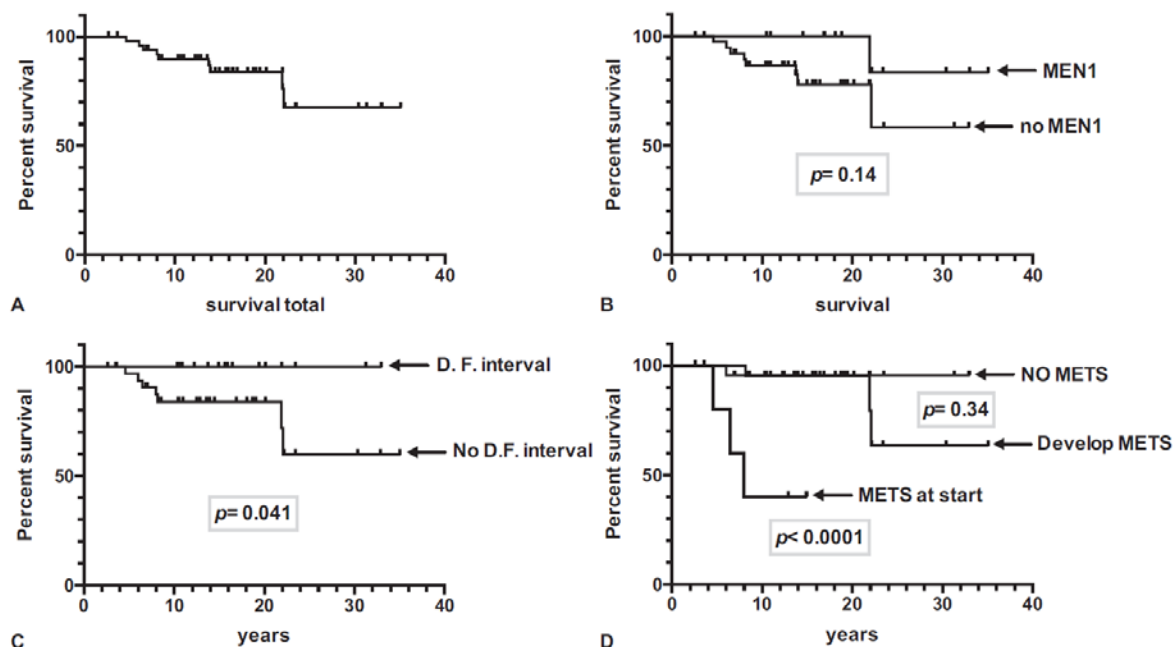 Percent survival
100
50
0
0 10 20 30 40
survival total
A
Percent survival
100
50
0
MEN1
no MEN1
p= 0.14
0 10 20 30 40
survival
B
Percent survival
100
50
0
D. F. interval
No D.F. interval
p= 0.041
0 10 20 30 40
years
C
Percent survival
100
50
0
NO METS
p= 0.34
Develop METS
METS at start
p< 0.0001
0 10 20 30 40
years
D